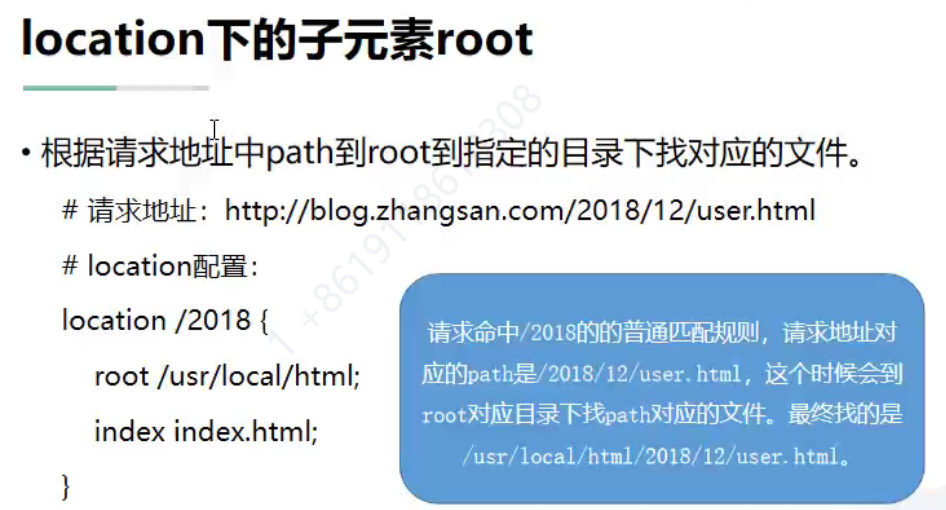 location下的子元素root
• 根据请求地址中path到root到指定的目录下找对应的文件。
# 请求地址：http://blog.zhangsan.com/2018/12/user.html
# location配置：
location /2018 {
root /usr/local/html;
index index.html;
}
请求命中/2018的的普通匹配规则，请求地址对
应的path是/2018/12/user.html，这个时候会到
root对应目录下找path对应的文件。最终找的是
/usr/local/html/2018/12/user.html。